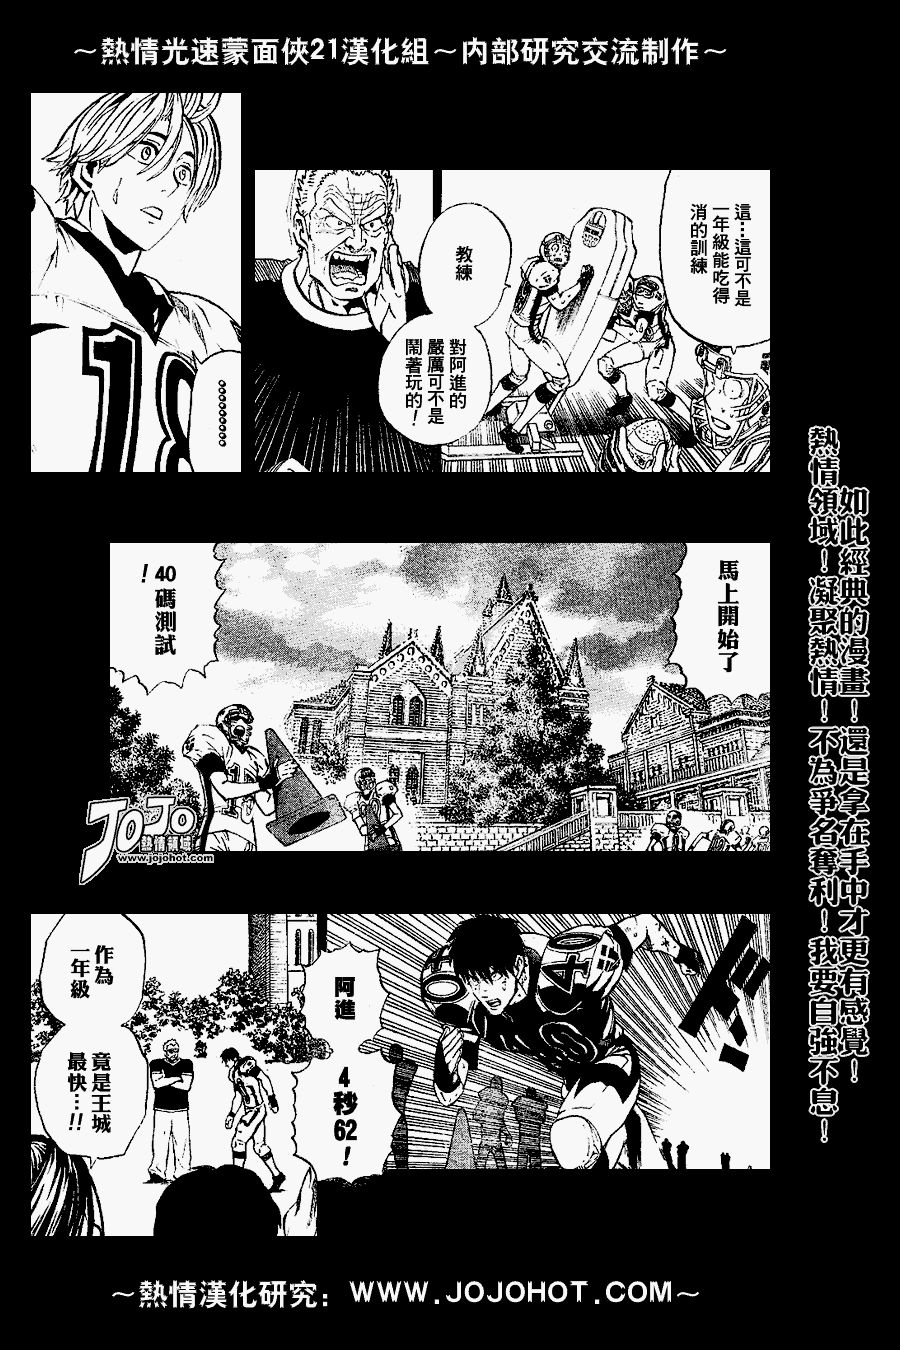 ～熱情光速蒙面俠21漢化組～内部研究交流制作～
這…這可不是
一年級能吃得
消的訓練
教練
對阿進的
嚴厲可不是
鬧著玩的！
………
馬上開始了
40碼測試
！
JOJO
熱情領域
www.jojohot.com
阿進
4秒62！
作為
一年級
竟是王城
最快…!!
如此經典的漫畫！還是拿在手中才更有感覺！
熱情領域！凝聚熱情！不為爭名奪利！我要自強不息！
～熱情漢化研究：WWW.JOJOHOT.COM～